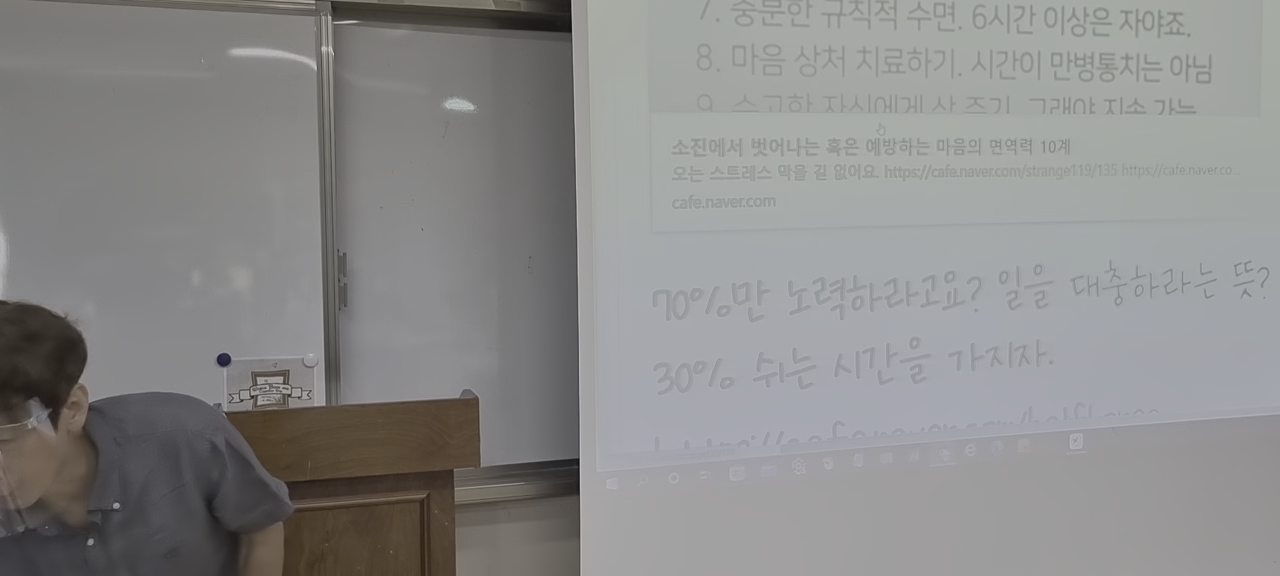 7. 충분한 규칙적 수면. 6시간 이상은 자야죠.
8. 마음 상처 치료하기. 시간이 만병통치는 아님
소진에서 벗어나는 혹은 예방하는 마음의 면역력 10계
오는 스트레스 막을 길 없어요. https://cafe.naver.com/strange119/135 https://cafe.naver.co...
cafe.naver.com
70%만 노력하라고요? 일을 대충하라는 뜻?
30% 쉬는 시간을 가지자.